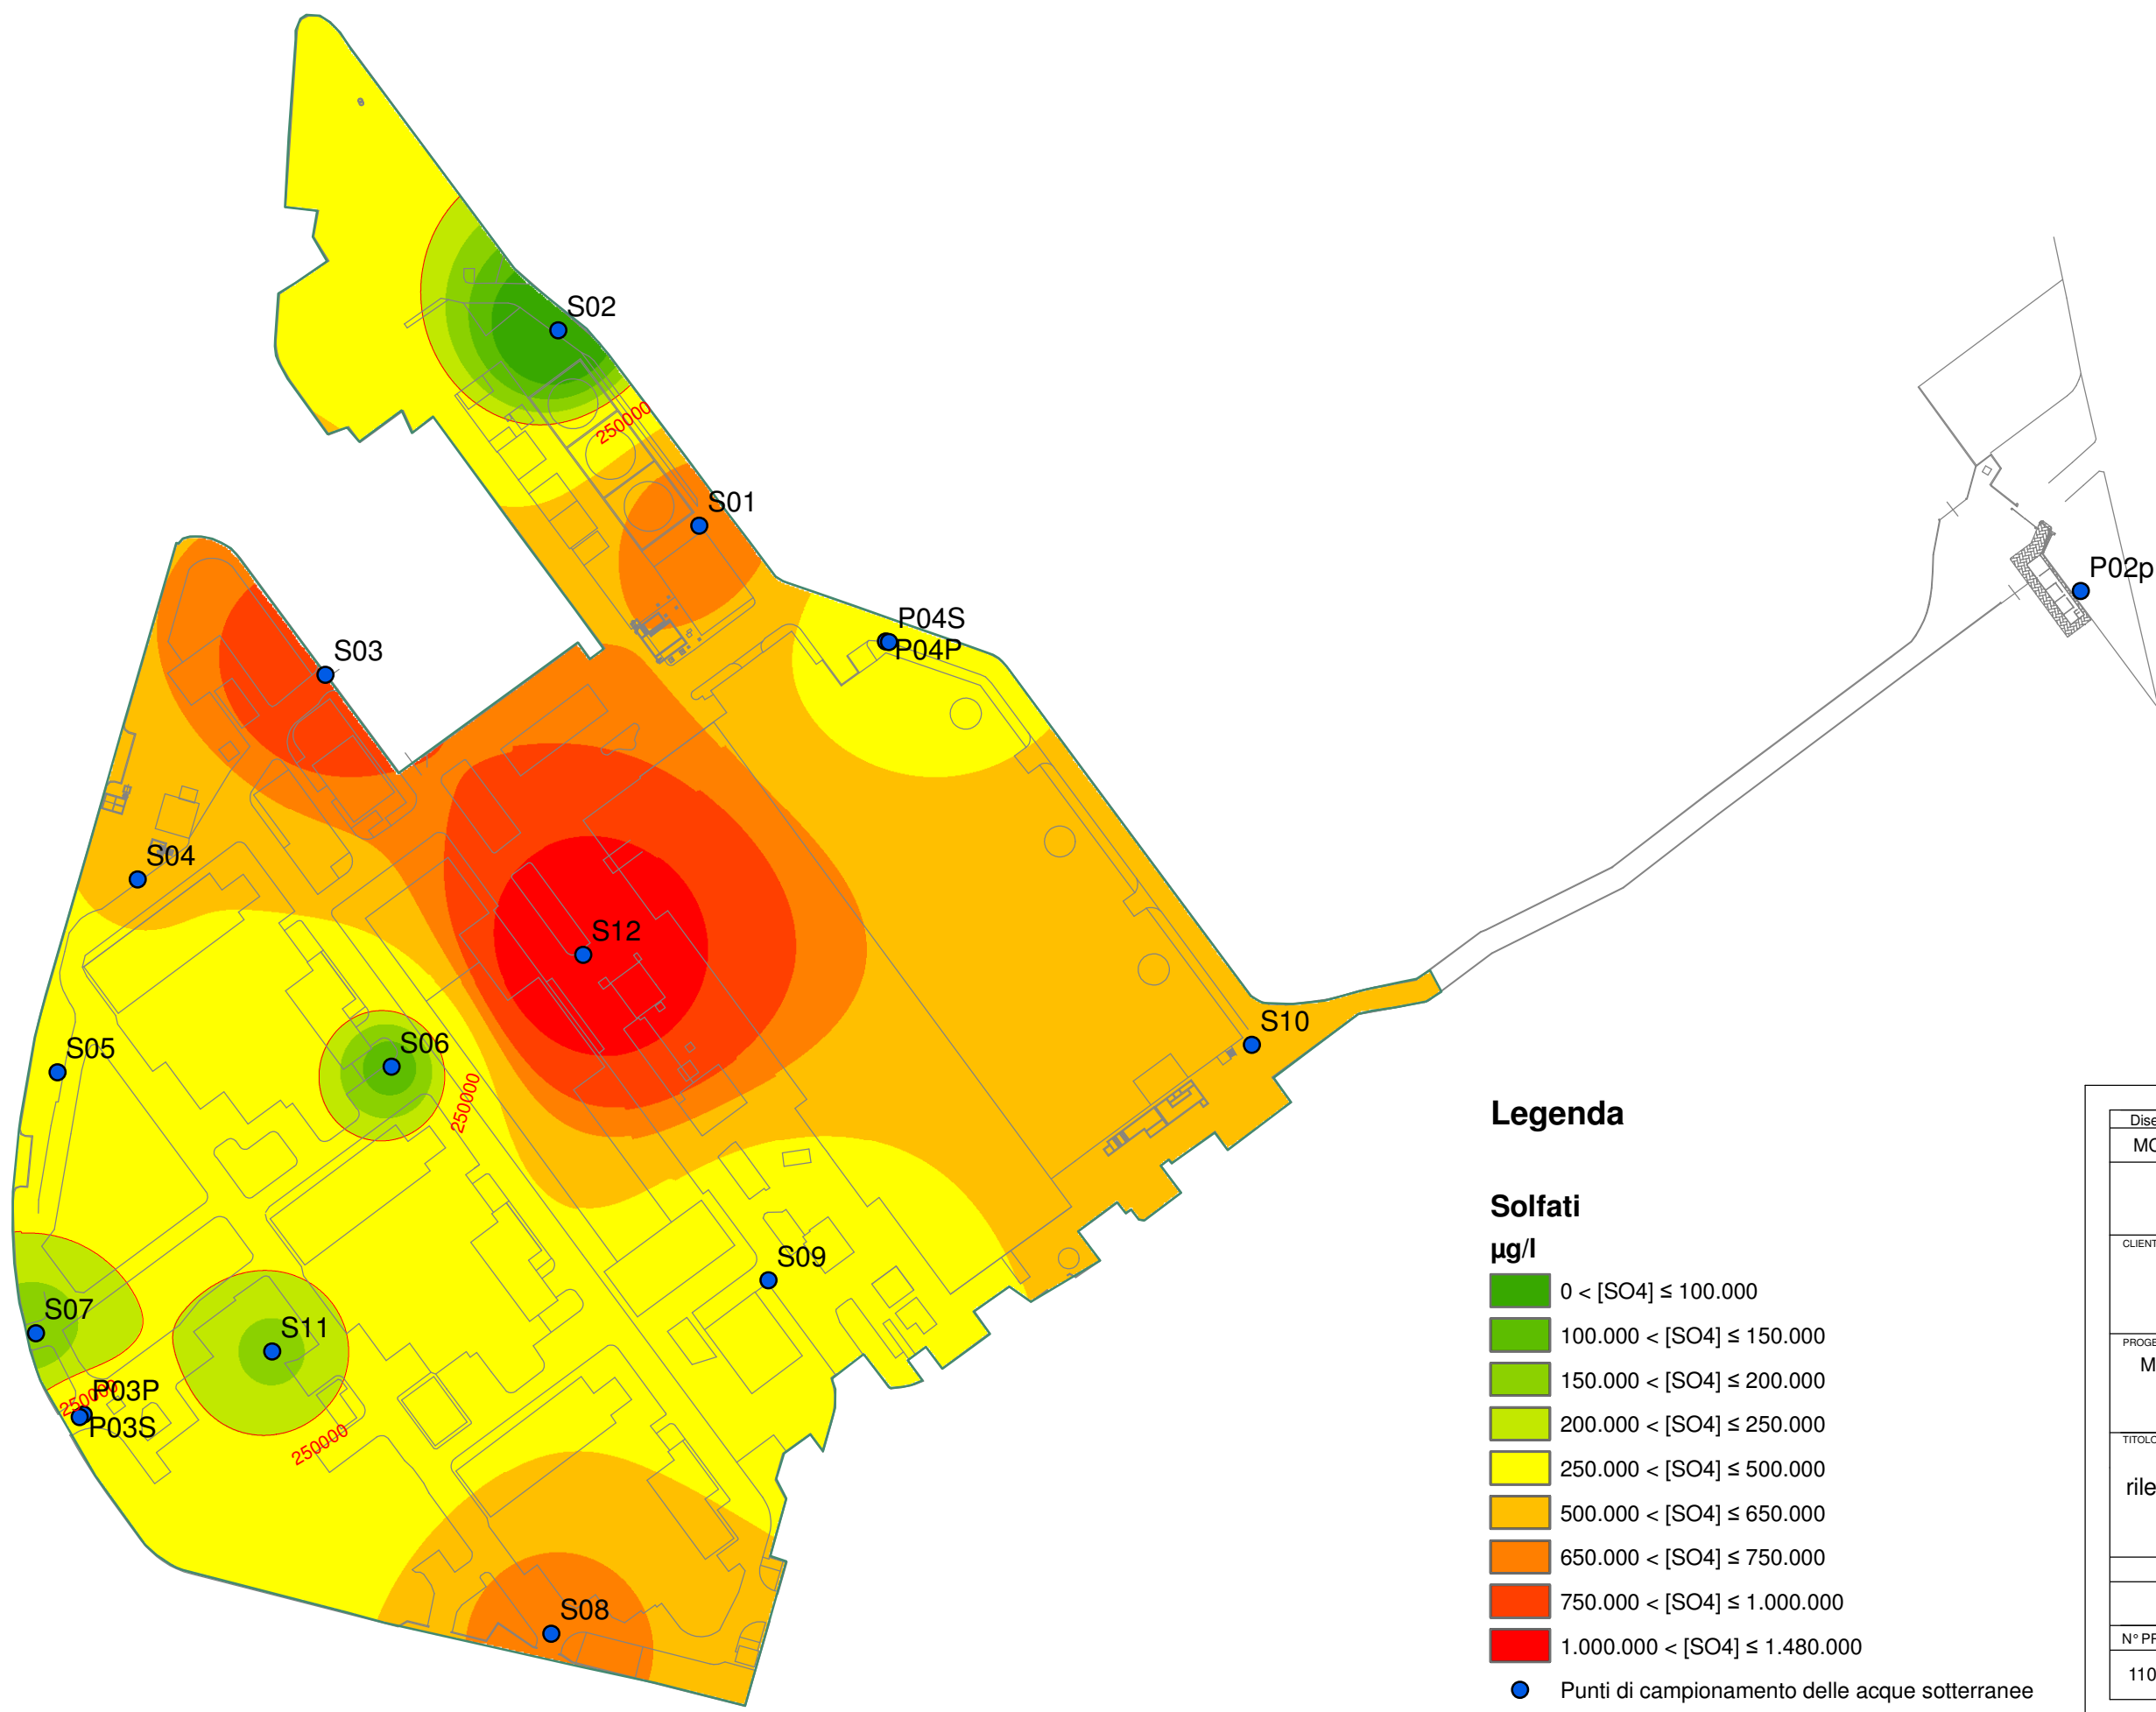 S02
250000
S01
P04S
P04P
P02p
S03
S04
S12
S10
S05
S06
250000
S09
S07
S11
P03P
250000
P03S
250000
S08
Legenda
Solfati
µg/l
0 < [SO4] ≤ 100.000
100.000 < [SO4] ≤ 150.000
150.000 < [SO4] ≤ 200.000
200.000 < [SO4] ≤ 250.000
250.000 < [SO4] ≤ 500.000
500.000 < [SO4] ≤ 650.000
650.000 < [SO4] ≤ 750.000
750.000 < [SO4] ≤ 1.000.000
1.000.000 < [SO4] ≤ 1.480.000
Punti di campionamento delle acque sotterranee